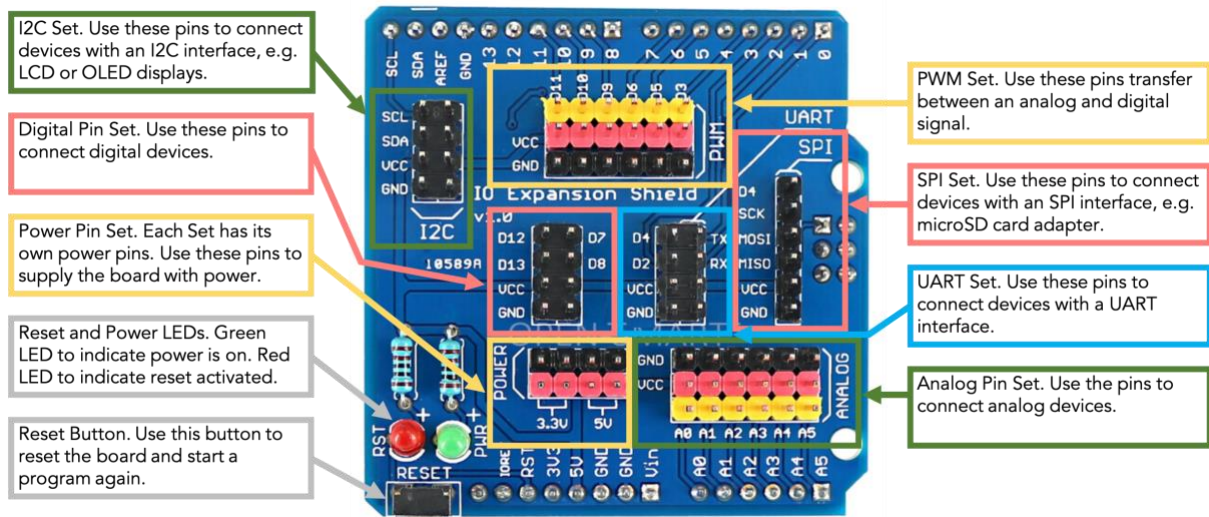 I2C Set. Use these pins to connect
devices with an I2C interface, e.g.
LCD or OLED displays.
Digital Pin Set. Use these pins to
connect digital devices.
Power Pin Set. Each Set has its
own power pins. Use these pins to
supply the board with power.
Reset and Power LEDs. Green
LED to indicate power is on. Red
LED to indicate reset activated.
Reset Button. Use this button to
reset the board and start a
program again.
SCL SDA AREF GND 13 12 11 10 9 8 7 6 5 4 3 2 1 0
D11 D10 D9 D6 D5 D3
VCC
GND
PWM
SCL
SDA
VCC
GND
I2C
IO Expansion Shield
v1.0
10589A
UART
SPI
D4
SCK
MOSI
MISO
VCC
GND
D12 D7
D13 D8
VCC
GND
D4 TX
D2 RX
VCC
GND
OPEN-SMART
POWER
3.3V 5V
GND
VCC
ANALOG
A0 A1 A2 A3 A4 A5
RST PWR
RESET
IORE RST 3V3 5V GND GND Vin A0 A1 A2 A3 A4 A5
PWM Set. Use these pins transfer
between an analog and digital
signal.
SPI Set. Use these pins to connect
devices with an SPI interface, e.g.
microSD card adapter.
UART Set. Use these pins to
connect devices with a UART
interface.
Analog Pin Set. Use the pins to
connect analog devices.